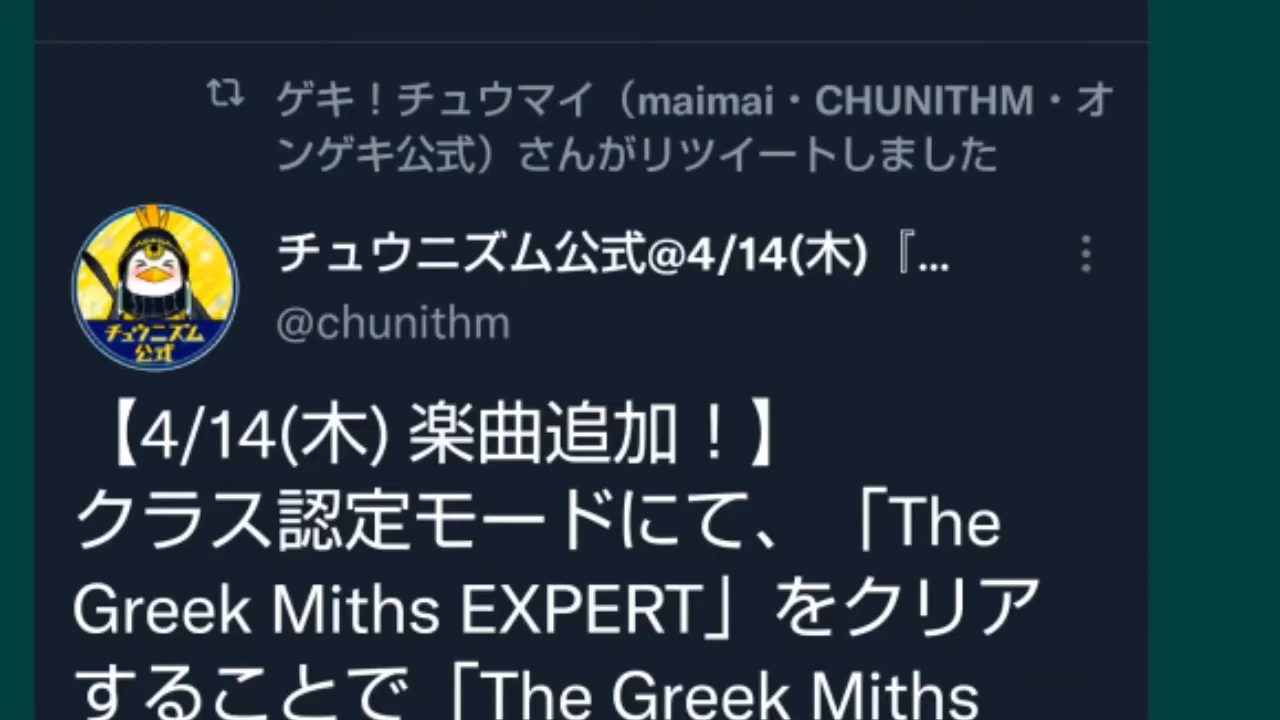 ゲキ！チュウマイ（maimai・CHUNITHM・オ
ンゲキ公式）さんがリツイートしました
チュウニズム公式@4/14(木)『...
@chunithm
チュウニズム
公式
【4/14(木) 楽曲追加！】
クラス認定モードにて、「The
Greek Miths EXPERT」をクリア
することで「The Greek Miths